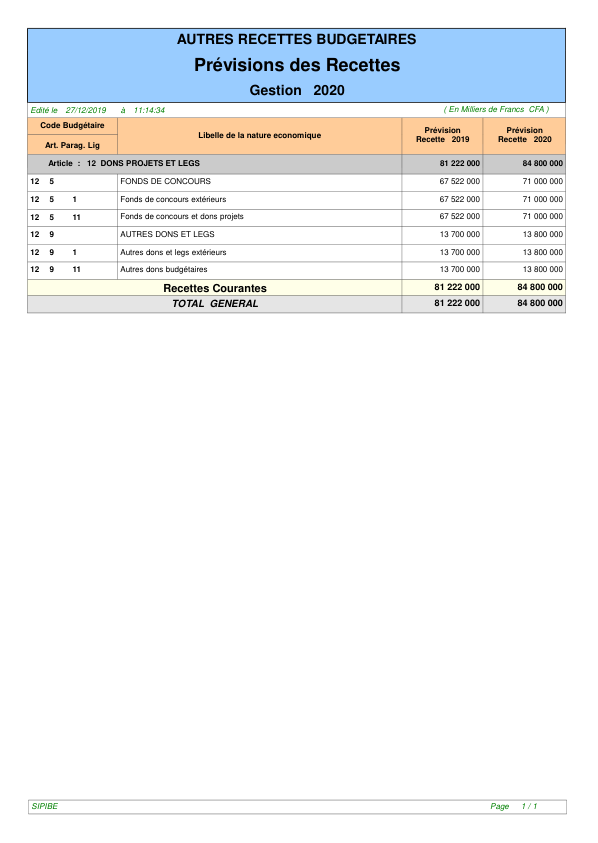 AUTRES RECETTES BUDGETAIRES
Prévisions des Recettes
Gestion 2020
Edité le 27/12/2019 à 11:14:34 ( En Milliers de Francs CFA )
Code Budgétaire
Art. Parag. Lig
Libelle de la nature economique
Prévision
Recette 2019
Prévision
Recette 2020
Article : 12 DONS PROJETS ET LEGS 81 222 000 84 800 000
12 5 FONDS DE CONCOURS 67 522 000 71 000 000
12 5 1 Fonds de concours extérieurs 67 522 000 71 000 000
12 5 11 Fonds de concours et dons projets 67 522 000 71 000 000
12 9 AUTRES DONS ET LEGS 13 700 000 13 800 000
12 9 1 Autres dons et legs extérieurs 13 700 000 13 800 000
12 9 11 Autres dons budgétaires 13 700 000 13 800 000
Recettes Courantes 81 222 000 84 800 000
TOTAL GENERAL 81 222 000 84 800 000
SIPIBE Page 1 / 1